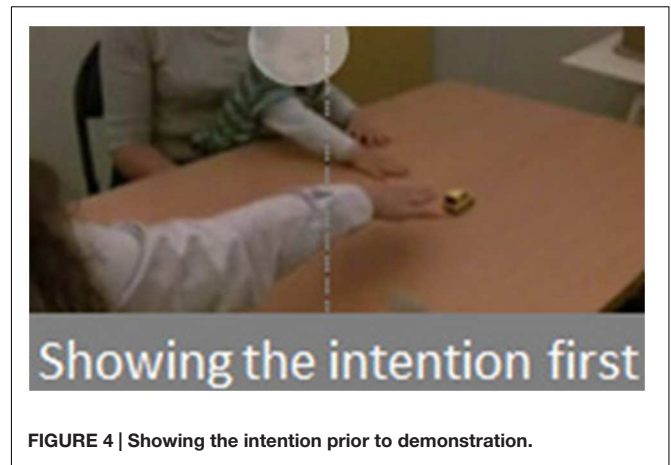 Showing the intention first
FIGURE 4 | Showing the intention prior to demonstration.